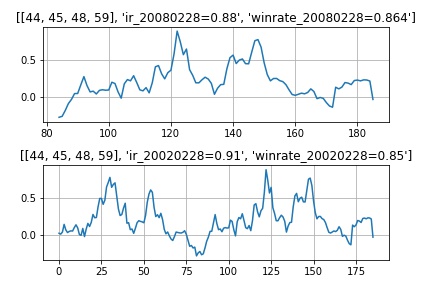 [[44, 45, 48, 59], 'ir_20080228=0.88', 'winrate_20080228=0.864']
0.5
0.0
80 100 120 140 160 180
[[44, 45, 48, 59], 'ir_20020228=0.91', 'winrate_20020228=0.85']
0.5
0.0
0 25 50 75 100 125 150 175